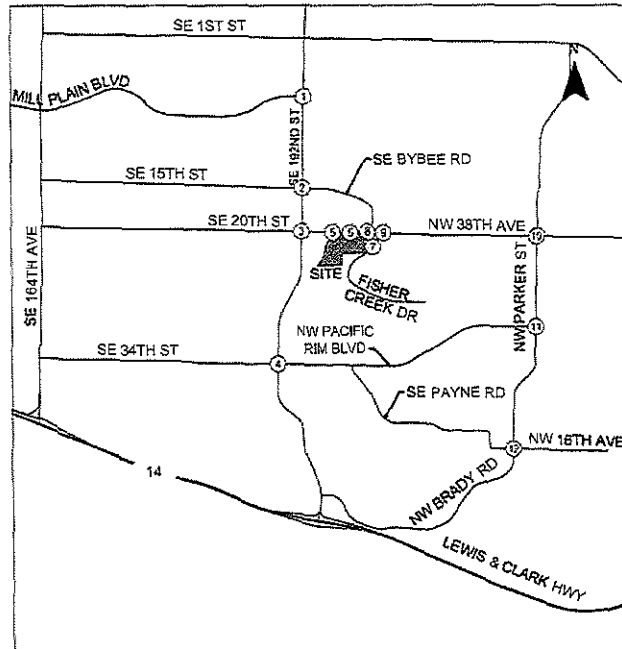 SE 1ST ST
N
MILL PLAIN BLVD
1
SE 192ND ST
SE BYBEE RD
SE 15TH ST
2
SE 20TH ST
3
5
5
8
9
NW 38TH AVE
10
7
SITE
SE 164TH AVE
FISHER
CREEK DR
NW PARKER ST
NW PACIFIC
RIM BLVD
11
SE 34TH ST
4
SE PAYNE RD
NW 16TH AVE
12
14
NW BRADY RD
LEWIS & CLARK HWY